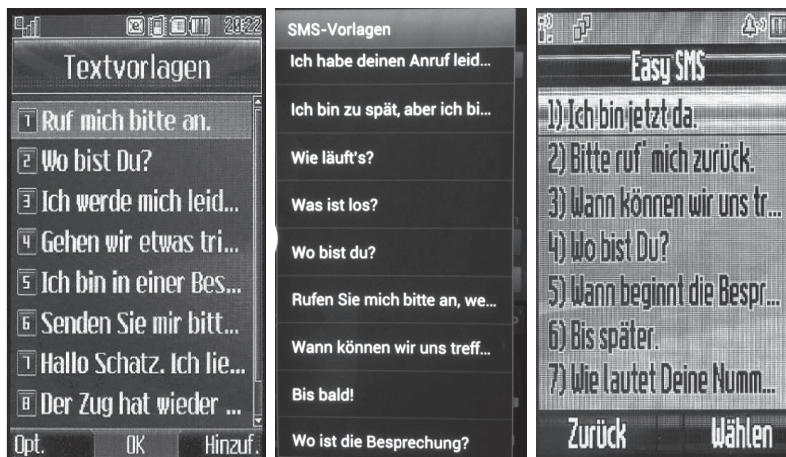 20:22
Textvorlagen
1 Ruf mich bitte an.
2 Wo bist Du?
3 Ich werde mich leid...
4 Gehen wir etwas tri...
5 Ich bin in einer Bes...
6 Senden Sie mir bitt...
7 Hallo Schatz. Ich lie...
8 Der Zug hat wieder ...
Opt. OK Hinzuf.
SMS-Vorlagen
Ich habe deinen Anruf leid...
Ich bin zu spät, aber ich bi...
Wie läuft's?
Was ist los?
Wo bist du?
Rufen Sie mich bitte an, we...
Wann können wir uns treff...
Bis bald!
Wo ist die Besprechung?
Easy SMS
1) Ich bin jetzt da.
2) Bitte ruf' mich zurück.
3) Wann können wir uns tr...
4) Wo bist Du?
5) Wann beginnt die Bespr...
6) Bis später.
7) Wie lautet Deine Numm...
Zurück Wählen